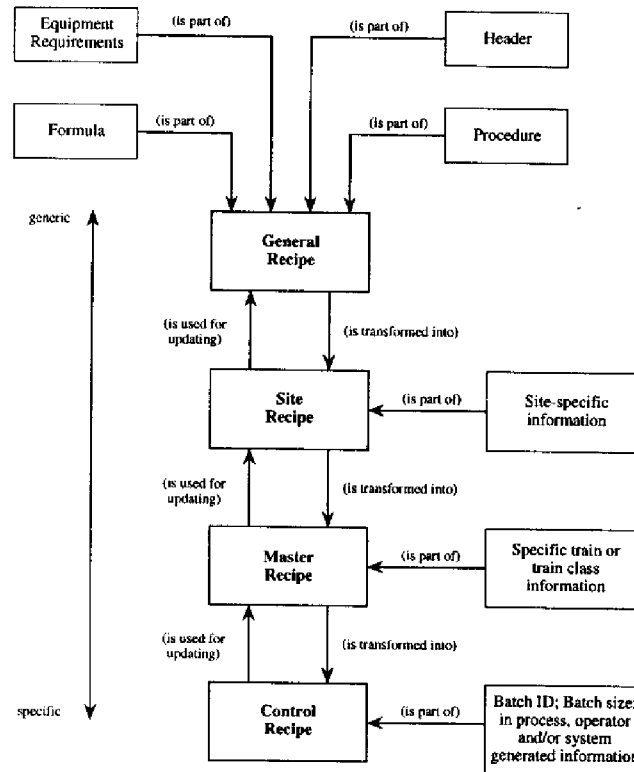 Equipment
Requirements
(is part of)
(is part of)
Header
Formula
(is part of)
(is part of)
Procedure
generic
General
Recipe
(is used for
updating)
(is transformed into)
Site
Recipe
(is part of)
Site-specific
information
(is used for
updating)
(is transformed into)
Master
Recipe
(is part of)
Specific train or
train class
information
(is used for
updating)
(is transformed into)
specific
Control
Recipe
(is part of)
Batch ID; Batch size;
in process, operator
and/or system
generated information